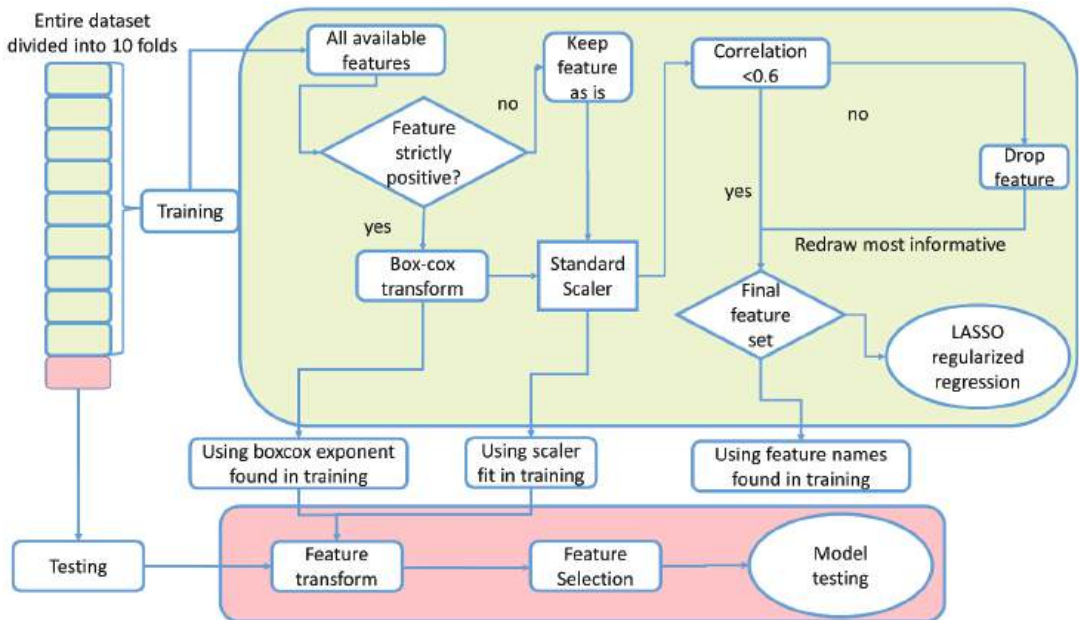 Entire dataset
divided into 10 folds
All available
features
Keep
feature
as is
Correlation
<0.6
no
no
Feature
strictly
positive?
Drop
feature
Training
yes
yes
Redraw most informative
Box-cox
transform
Standard
Scaler
Final
feature
set
LASSO
regularized
regression
Using boxcox exponent
found in training
Using scaler
fit in training
Using feature names
found in training
Testing
Feature
transform
Feature
Selection
Model
testing